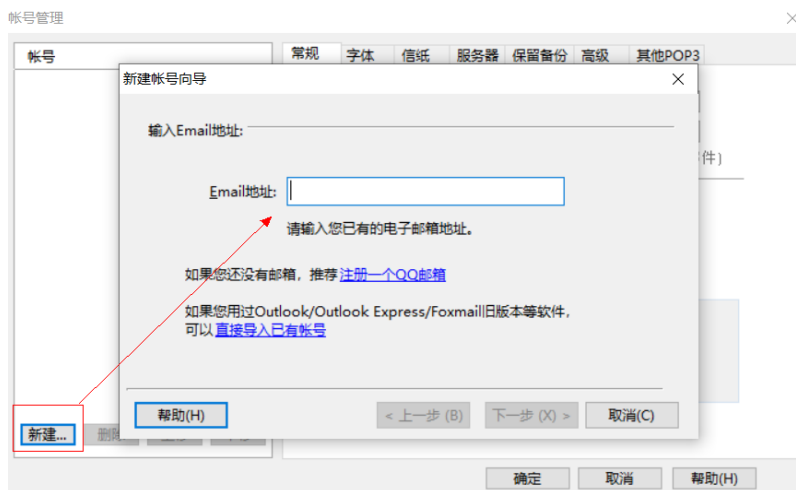 帐号管理
帐号
常规 字体 信纸 服务器 保留备份 高级 其他POP3
新建帐号向导
输入Email地址:
件)
Email地址:
请输入您已有的电子邮箱地址。
如果您还没有邮箱，推荐注册一个QQ邮箱
如果您用过Outlook/Outlook Express/Foxmail旧版本等软件，
可以直接导入已有帐号
帮助(H) < 上一步 (B) 下一步 (X) > 取消(C)
新建...
确定 取消 帮助(H)